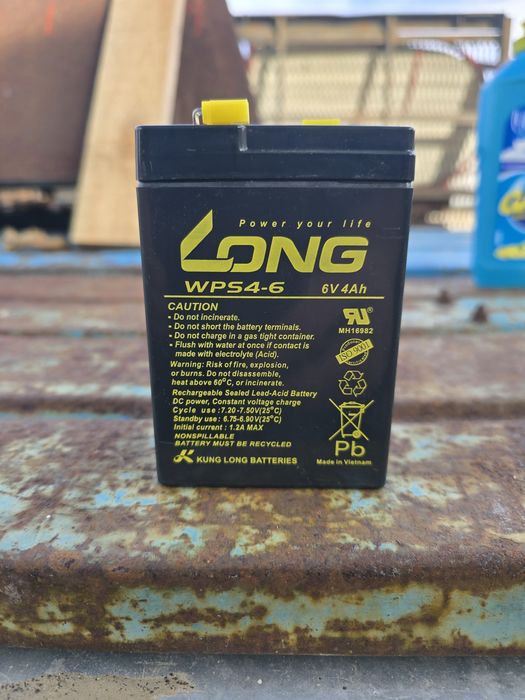 Power your life
LONG
WPS4-6 6V 4Ah
CAUTION
- Do not incinerate.
- Do not short the battery terminals.
- Do not charge in a gas tight container.
- Flush with water at once if contact is
made with electrolyte (Acid).
Warning: Risk of fire, explosion,
or burns. Do not disassemble,
heat above 60°C, or incinerate.
Rechargeable Sealed Lead-Acid Battery
DC power, Constant voltage charge
Cycle use : 7.20-7.50V(25°C)
Standby use : 6.75-6.90V(25°C)
Initial current : 1.2A MAX
NONSPILLABLE
BATTERY MUST BE RECYCLED
KUNG LONG BATTERIES
RU
MH16982
ISO 9001
Pb
Made in Vietnam